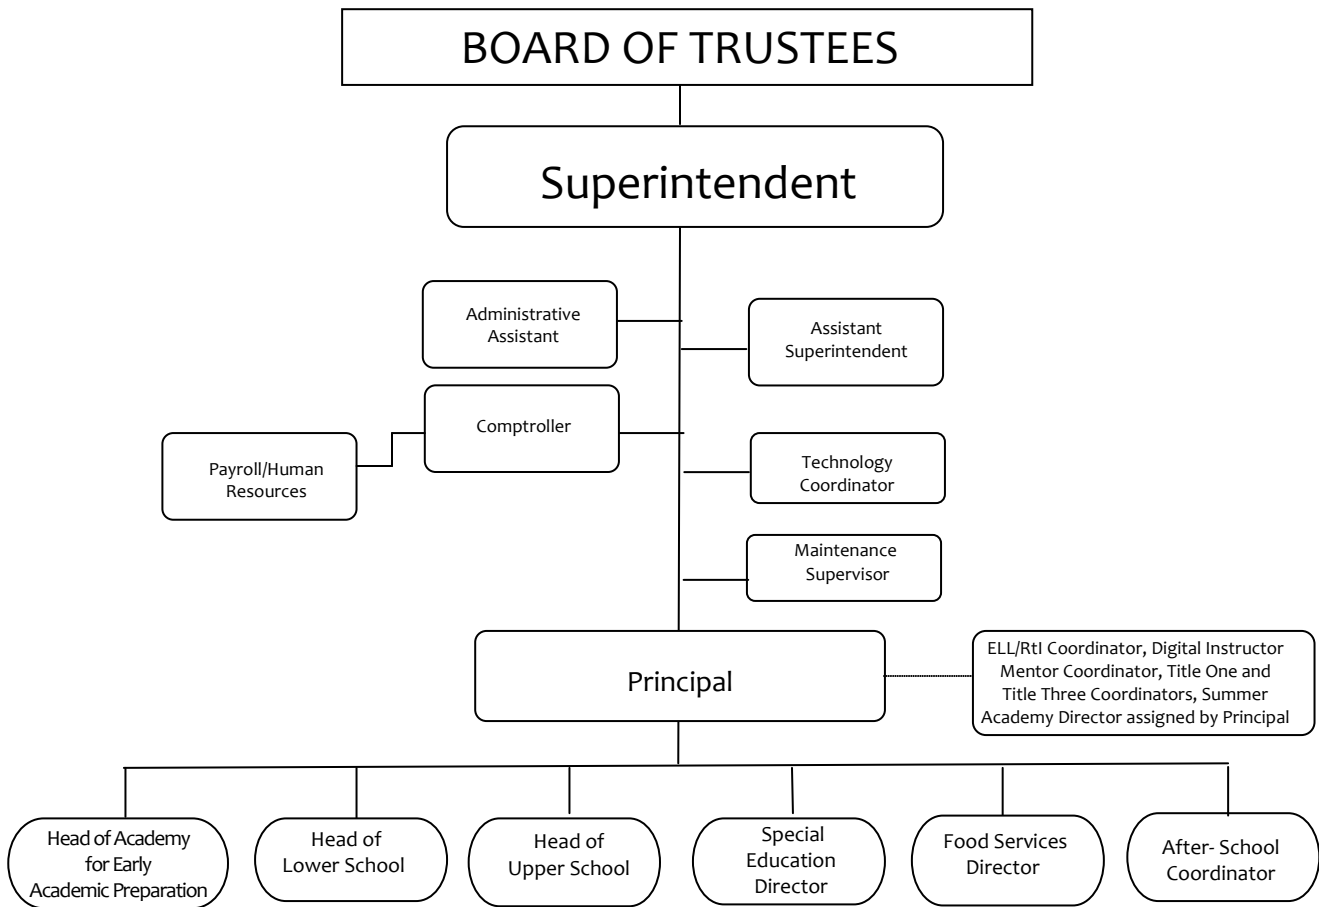 BOARD OF TRUSTEES
Superintendent
Administrative
Assistant
Assistant
Superintendent
Comptroller
Payroll/Human
Resources
Technology
Coordinator
Maintenance
Supervisor
Principal
ELL/RtI Coordinator, Digital Instructor
Mentor Coordinator, Title One and
Title Three Coordinators, Summer
Academy Director assigned by Principal
Head of Academy
for Early
Academic Preparation
Head of
Lower School
Head of
Upper School
Special
Education
Director
Food Services
Director
After- School
Coordinator